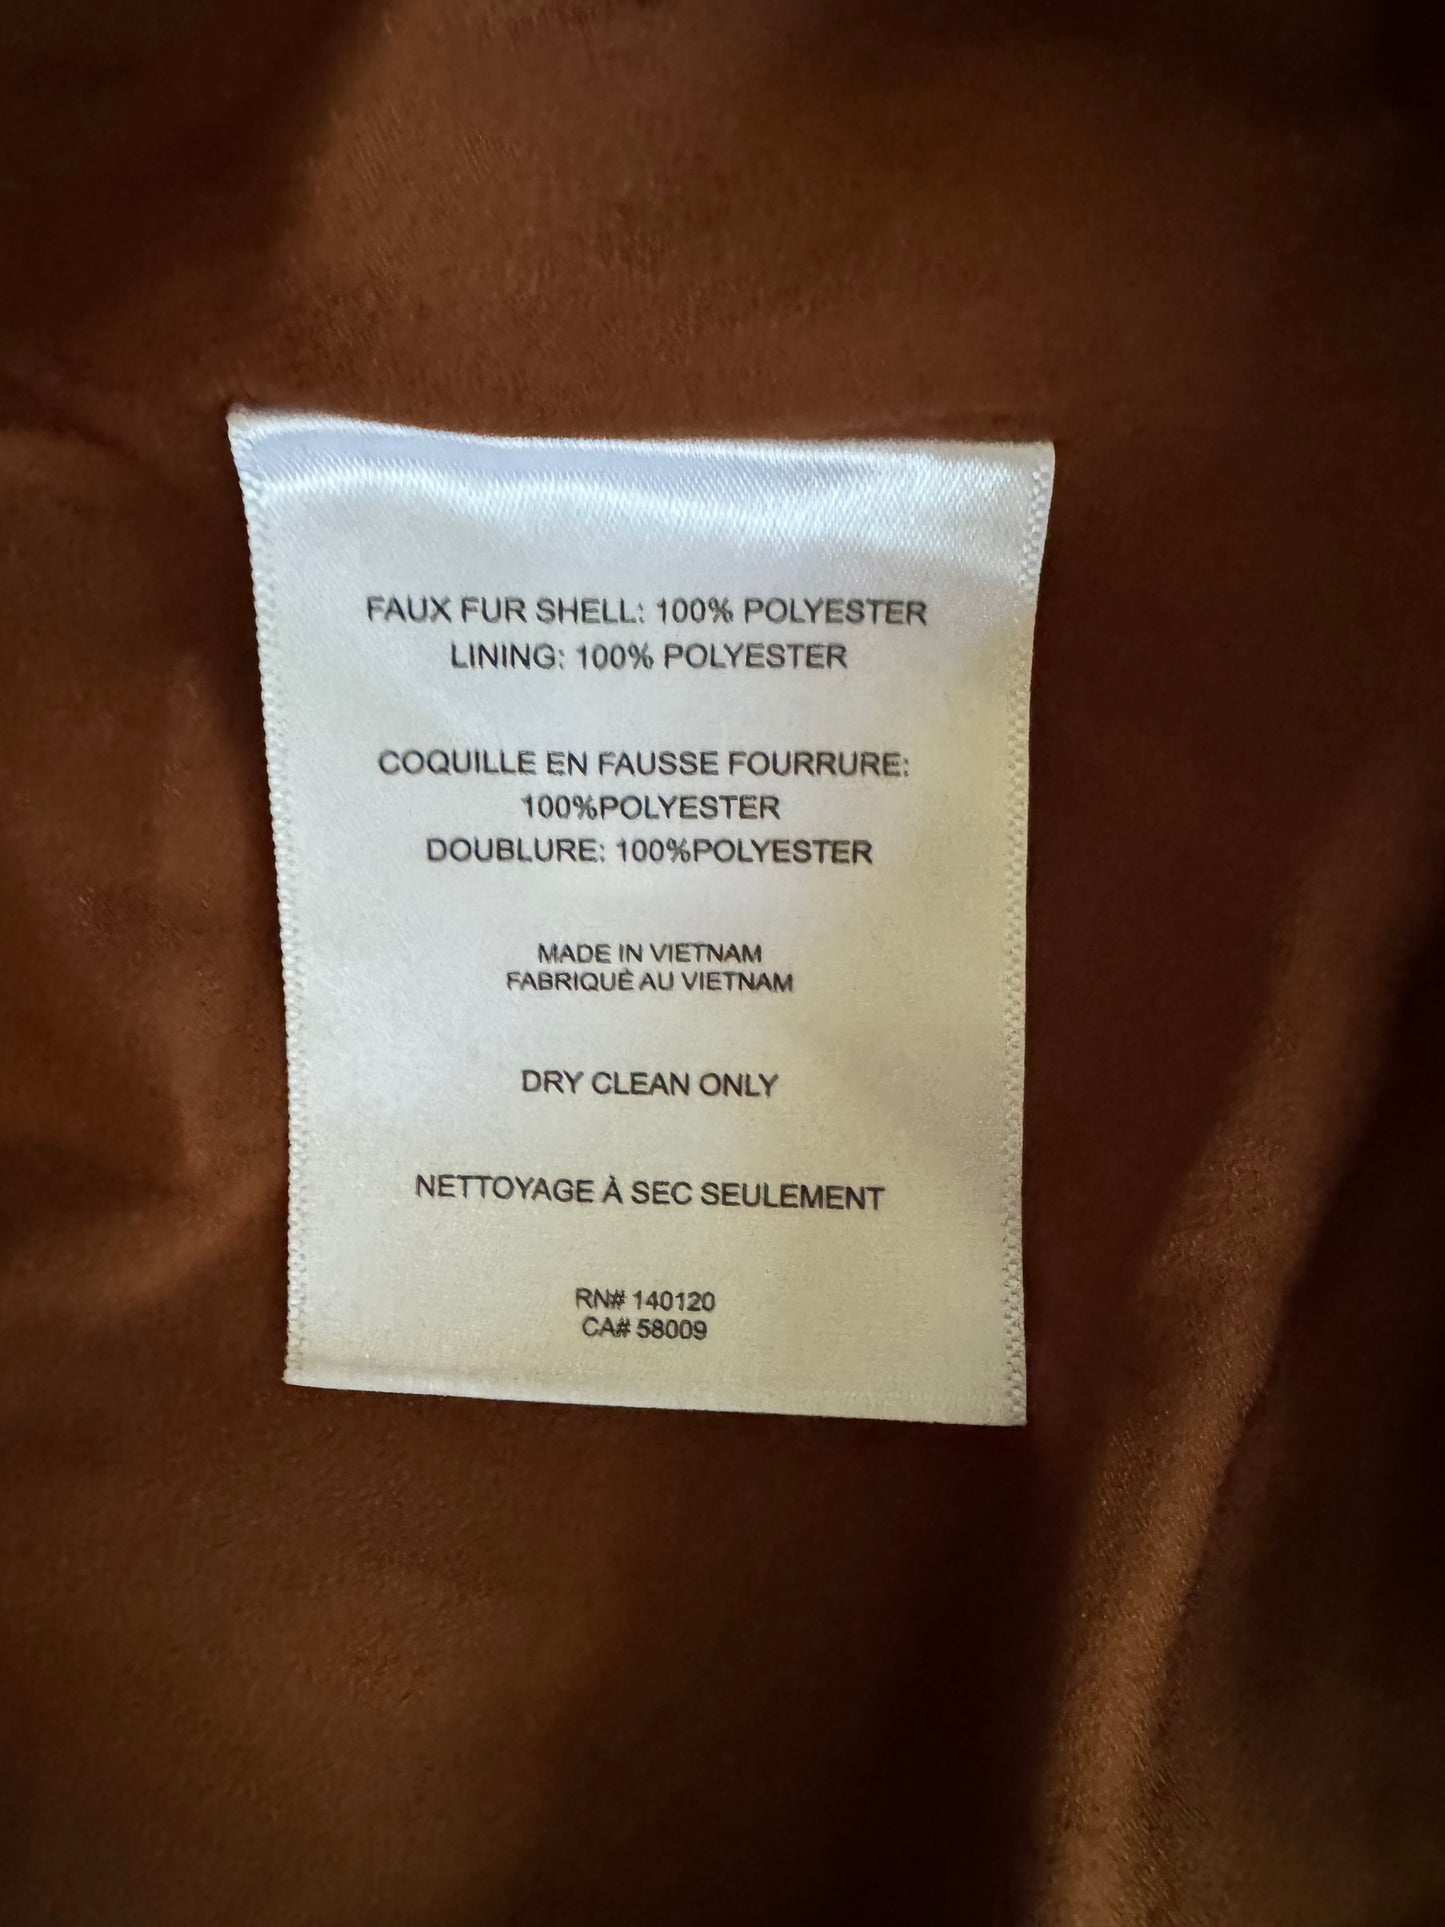 FAUX FUR SHELL: 100% POLYESTER
LINING: 100% POLYESTER
COQUILLE EN FAUSSE FOURRURE:
100%POLYESTER
DOUBLURE: 100%POLYESTER
MADE IN VIETNAM
FABRIQUÉ AU VIETNAM
DRY CLEAN ONLY
NETTOYAGE À SEC SEULEMENT
RN# 140120
CA# 58009